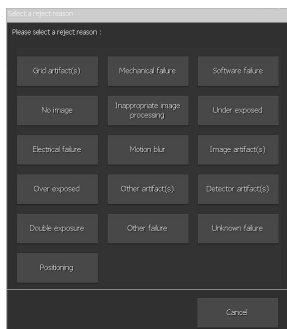 Select a reject reason
Please select a reject reason :
Grid artifact(s)
Mechanical failure
Software failure
No image
Inappropriate image
processing
Under exposed
Electrical failure
Motion blur
Image artifact(s)
Over exposed
Other artifact(s)
Detector artifact(s)
Double exposure
Other failure
Unknown failure
Positioning
Cancel